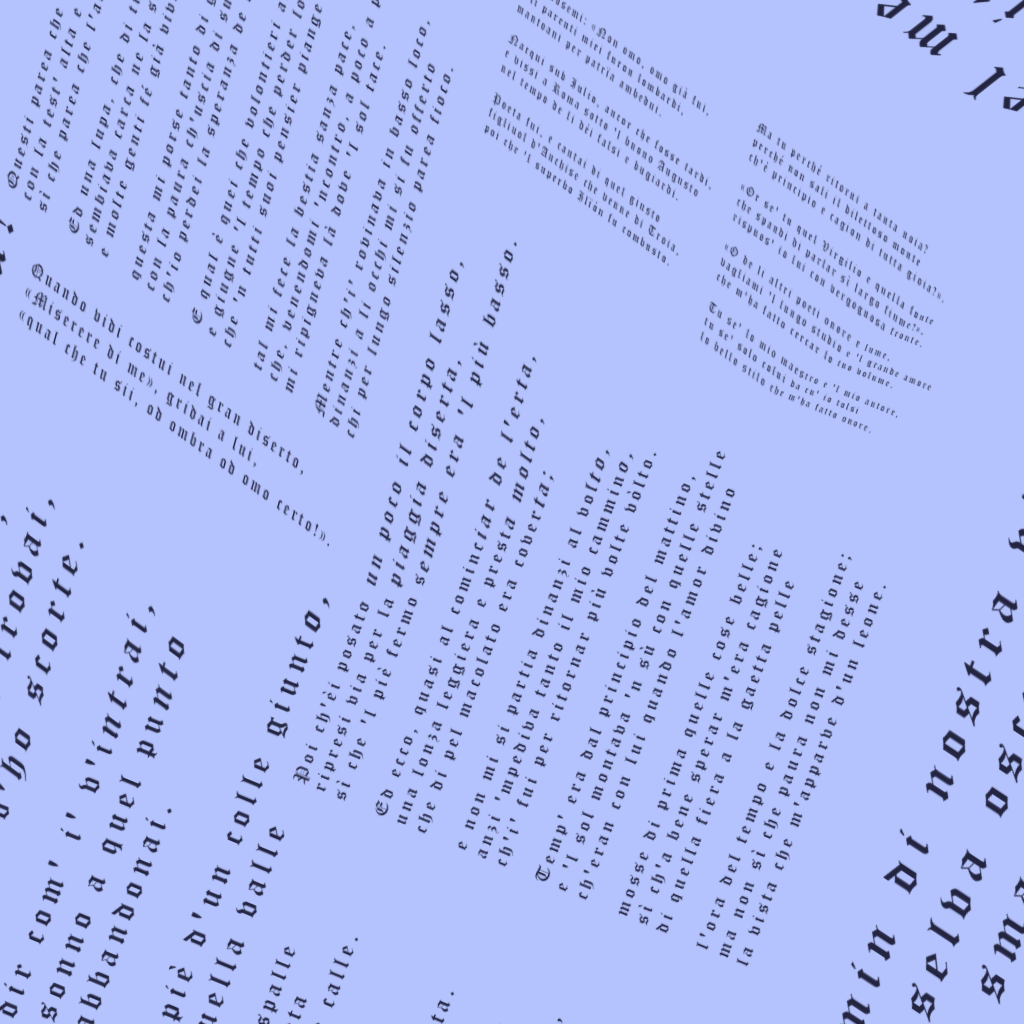 min di nostra
selva osc
trovai,
v'ho scorte.
dir com' i' v'intrai,
sonno a quel punto
abbandonai.
piè d'un colle giunto,
uella valle
spalle
calle.
Poi ch'èi posato un poco il corpo lasso,
ripresi via per la piaggia diserta,
sì che 'l piè fermo sempre era 'l più basso.
Ed ecco, quasi al cominciar de l'erta,
una lonza leggiera e presta molto,
che di pel macolato era coverta;
e non mi si partia dinanzi al volto,
anzi 'mpediva tanto il mio cammino,
ch'i' fui per ritornar più volte vòlto.
Temp' era dal principio del mattino,
e 'l sol montava 'n sù con quelle stelle
ch'eran con lui quando l'amor divino
mosse di prima quelle cose belle;
sì ch'a bene sperar m'era cagione
di quella fiera a la gaetta pelle
l'ora del tempo e la dolce stagione;
ma non sì che paura non mi desse
la vista che m'apparve d'un leone.
Questi parea che
con la test' alta e
sì che parea che l'a
Ed una lupa, che di t
sembiava carca ne la s
e molte genti fé già viv
questa mi porse tanto di g
con la paura ch'uscia di su
ch'io perdei la speranza de
E qual è quei che volontieri a
e giugne 'l tempo che perder lo
che 'n tutti suoi pensier piange
tal mi fece la bestia sanza pace,
che, venendomi 'ncontro, a poco a p
mi ripigneva là dove 'l sol tace.
Mentre ch'i' rovinava in basso loco,
dinanzi a li occhi mi si fu offerto
chi per lungo silenzio parea fioco.
Quando vidi costui nel gran diserto,
«Miserere di me», gridai a lui,
«qual che tu sii, od ombra od omo certo!».
osemi: «Non omo, omo già fui,
li parenti miei furon lombardi,
mantoani per patria ambedui.
Nacqui sub Iulio, ancor che fosse tardi,
e vissi a Roma sotto 'l buono Augusto
nel tempo de li dèi falsi e bugiardi.
Poeta fui, e cantai di quel giusto
figliuol d'Anchise che venne di Troia,
poi che 'l superbo Ilión fu combusto.
Ma tu perché ritorni a tanta noia?
perché non sali il dilettoso monte
ch'è principio e cagion di tutta gioia?».
«Or se' tu quel Virgilio e quella fonte
che spandi di parlar sì largo fiume?»,
rispuos' io lui con vergognosa fronte.
«O de li altri poeti onore e lume,
vagliami 'l lungo studio e 'l grande amore
che m'ha fatto cercar lo tuo volume.
Tu se' lo mio maestro e 'l mio autore,
tu se' solo colui da cu' io tolsi
lo bello stilo che m'ha fatto onore.